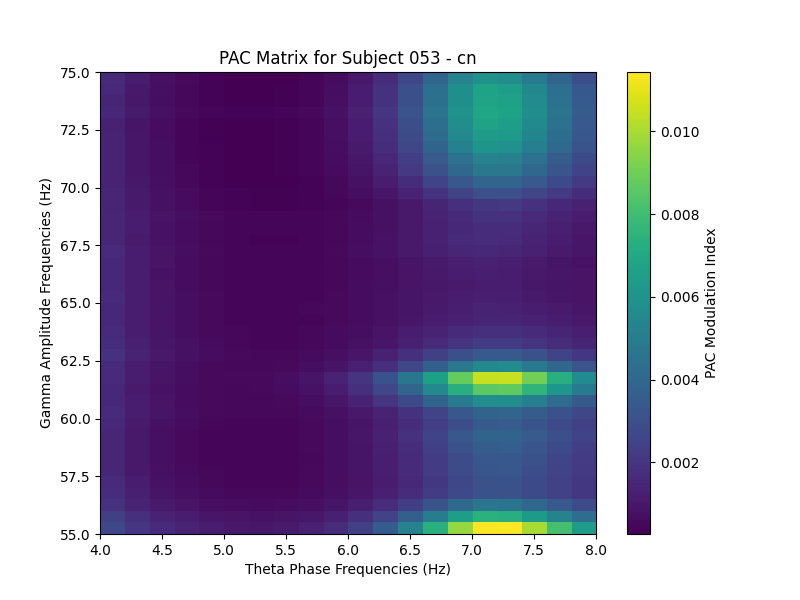 PAC Matrix for Subject 053 - cn
75.0
72.5
70.0
67.5
65.0
62.5
60.0
57.5
55.0
Gamma Amplitude Frequencies (Hz)
4.0 4.5 5.0 5.5 6.0 6.5 7.0 7.5 8.0
Theta Phase Frequencies (Hz)
0.010
0.008
0.006
0.004
0.002
PAC Modulation Index